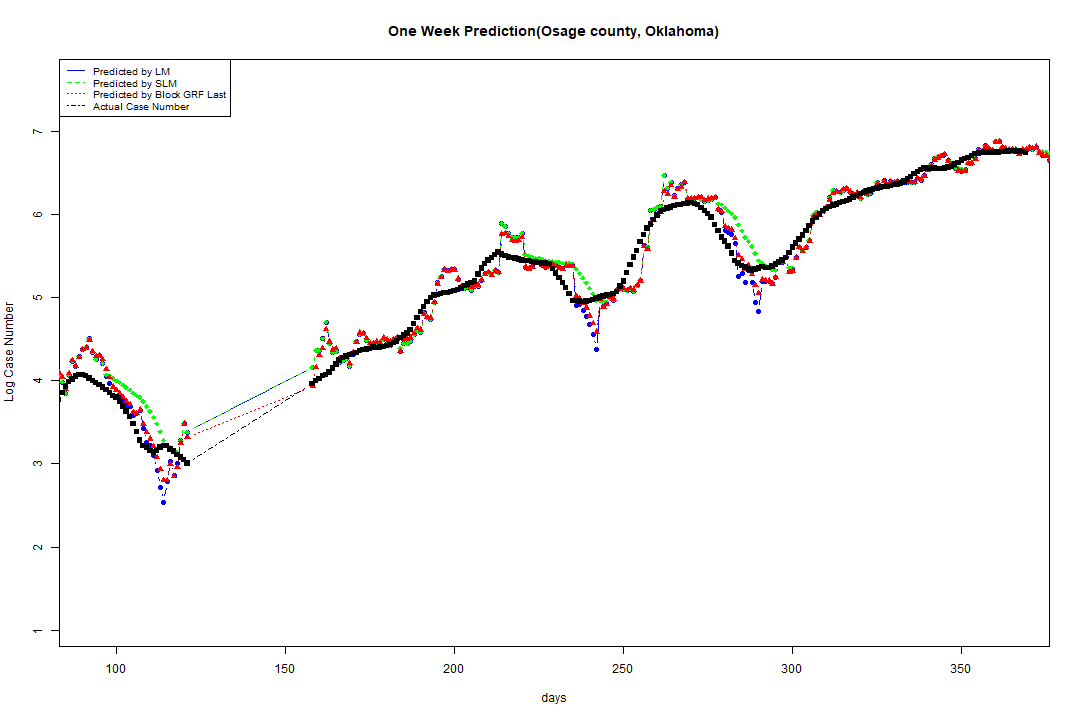 One Week Prediction(Osage county, Oklahoma)
Predicted by LM
Predicted by SLM
Predicted by Block GRF Last
Actual Case Number
7
6
5
4
3
2
1
Log Case Number
100 150 200 250 300 350
days